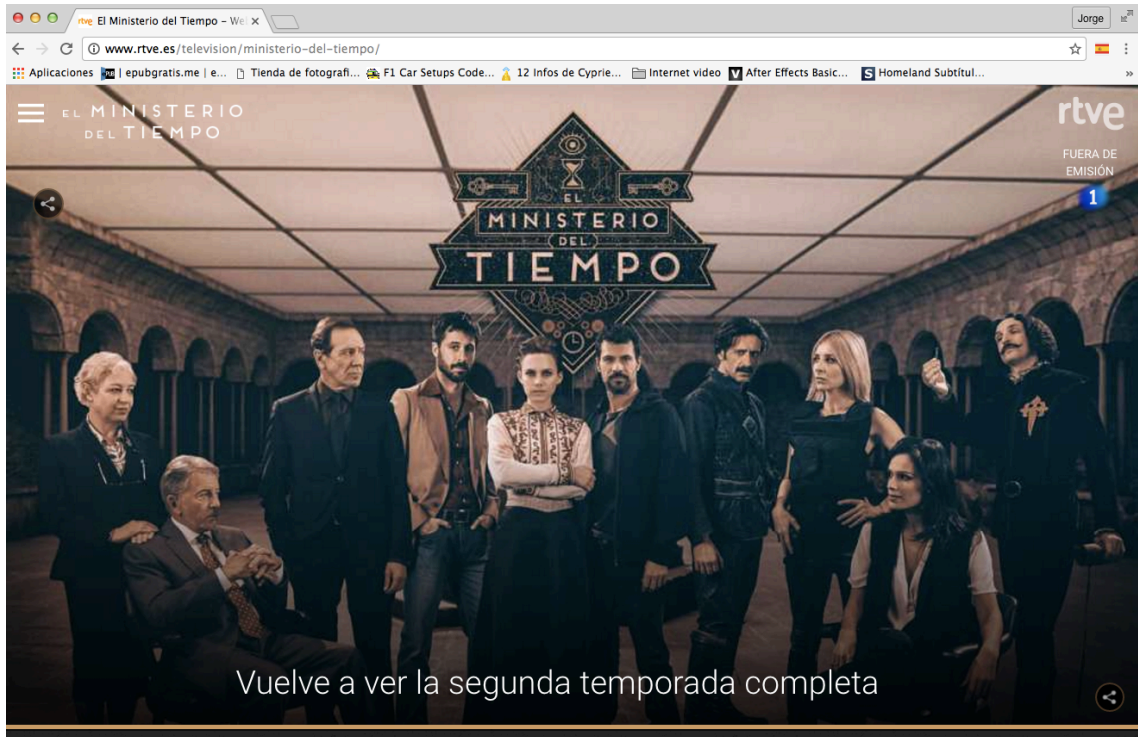 rtve El Ministerio del Tiempo – We
Jorge
www.rtve.es/television/ministerio-del-tiempo/
Aplicaciones
| epubgratis.me | e...
Tienda de fotografi...
F1 Car Setups Code...
12 Infos de Cyprie...
Internet video
After Effects Basic...
Homeland Subtítul...
»
EL MINISTERIO
DEL TIEMPO
rtve
FUERA DE
EMISIÓN
1
EL
MINISTERIO
DEL
TIEMPO
Vuelve a ver la segunda temporada completa